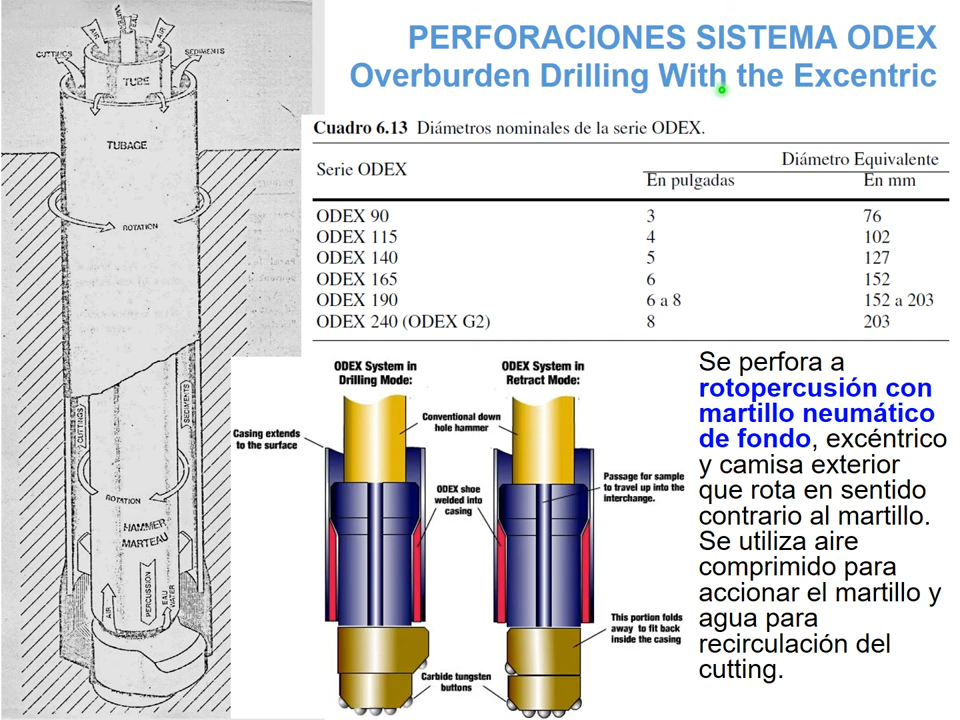 PERFORACIONES SISTEMA ODEX
Overburden Drilling With the Excentric
Cuadro 6.13 Diámetros nominales de la serie ODEX.
Serie ODEX
Diámetro Equivalente
En pulgadas
En mm
ODEX 90 3 76
ODEX 115 4 102
ODEX 140 5 127
ODEX 165 6 152
ODEX 190 6 a 8 152 a 203
ODEX 240 (ODEX G2) 8 203
AIR
AIR
CUTTINGS
SEDIMENTS
TUBE
TUBAGE
ROTATION
CUTTINGS
SEDIMENTS
ROTATION
HAMMER
MARTEAU
AIR
PERCUSSION
EAU
WATER
ODEX System in
Drilling Mode:
ODEX System in
Retract Mode:
Conventional down
hole hammer
Casing extends
to the surface
ODEX shoe
welded into
casing
Passage for sample
to travel up into the
interchange.
This portion folds
away to fit back
inside the casing
Carbide tungsten
buttons
Se perfora a
rotopercusión con
martillo neumático
de fondo, excéntrico
y camisa exterior
que rota en sentido
contrario al martillo.
Se utiliza aire
comprimido para
accionar el martillo y
agua para
recirculación del
cutting.